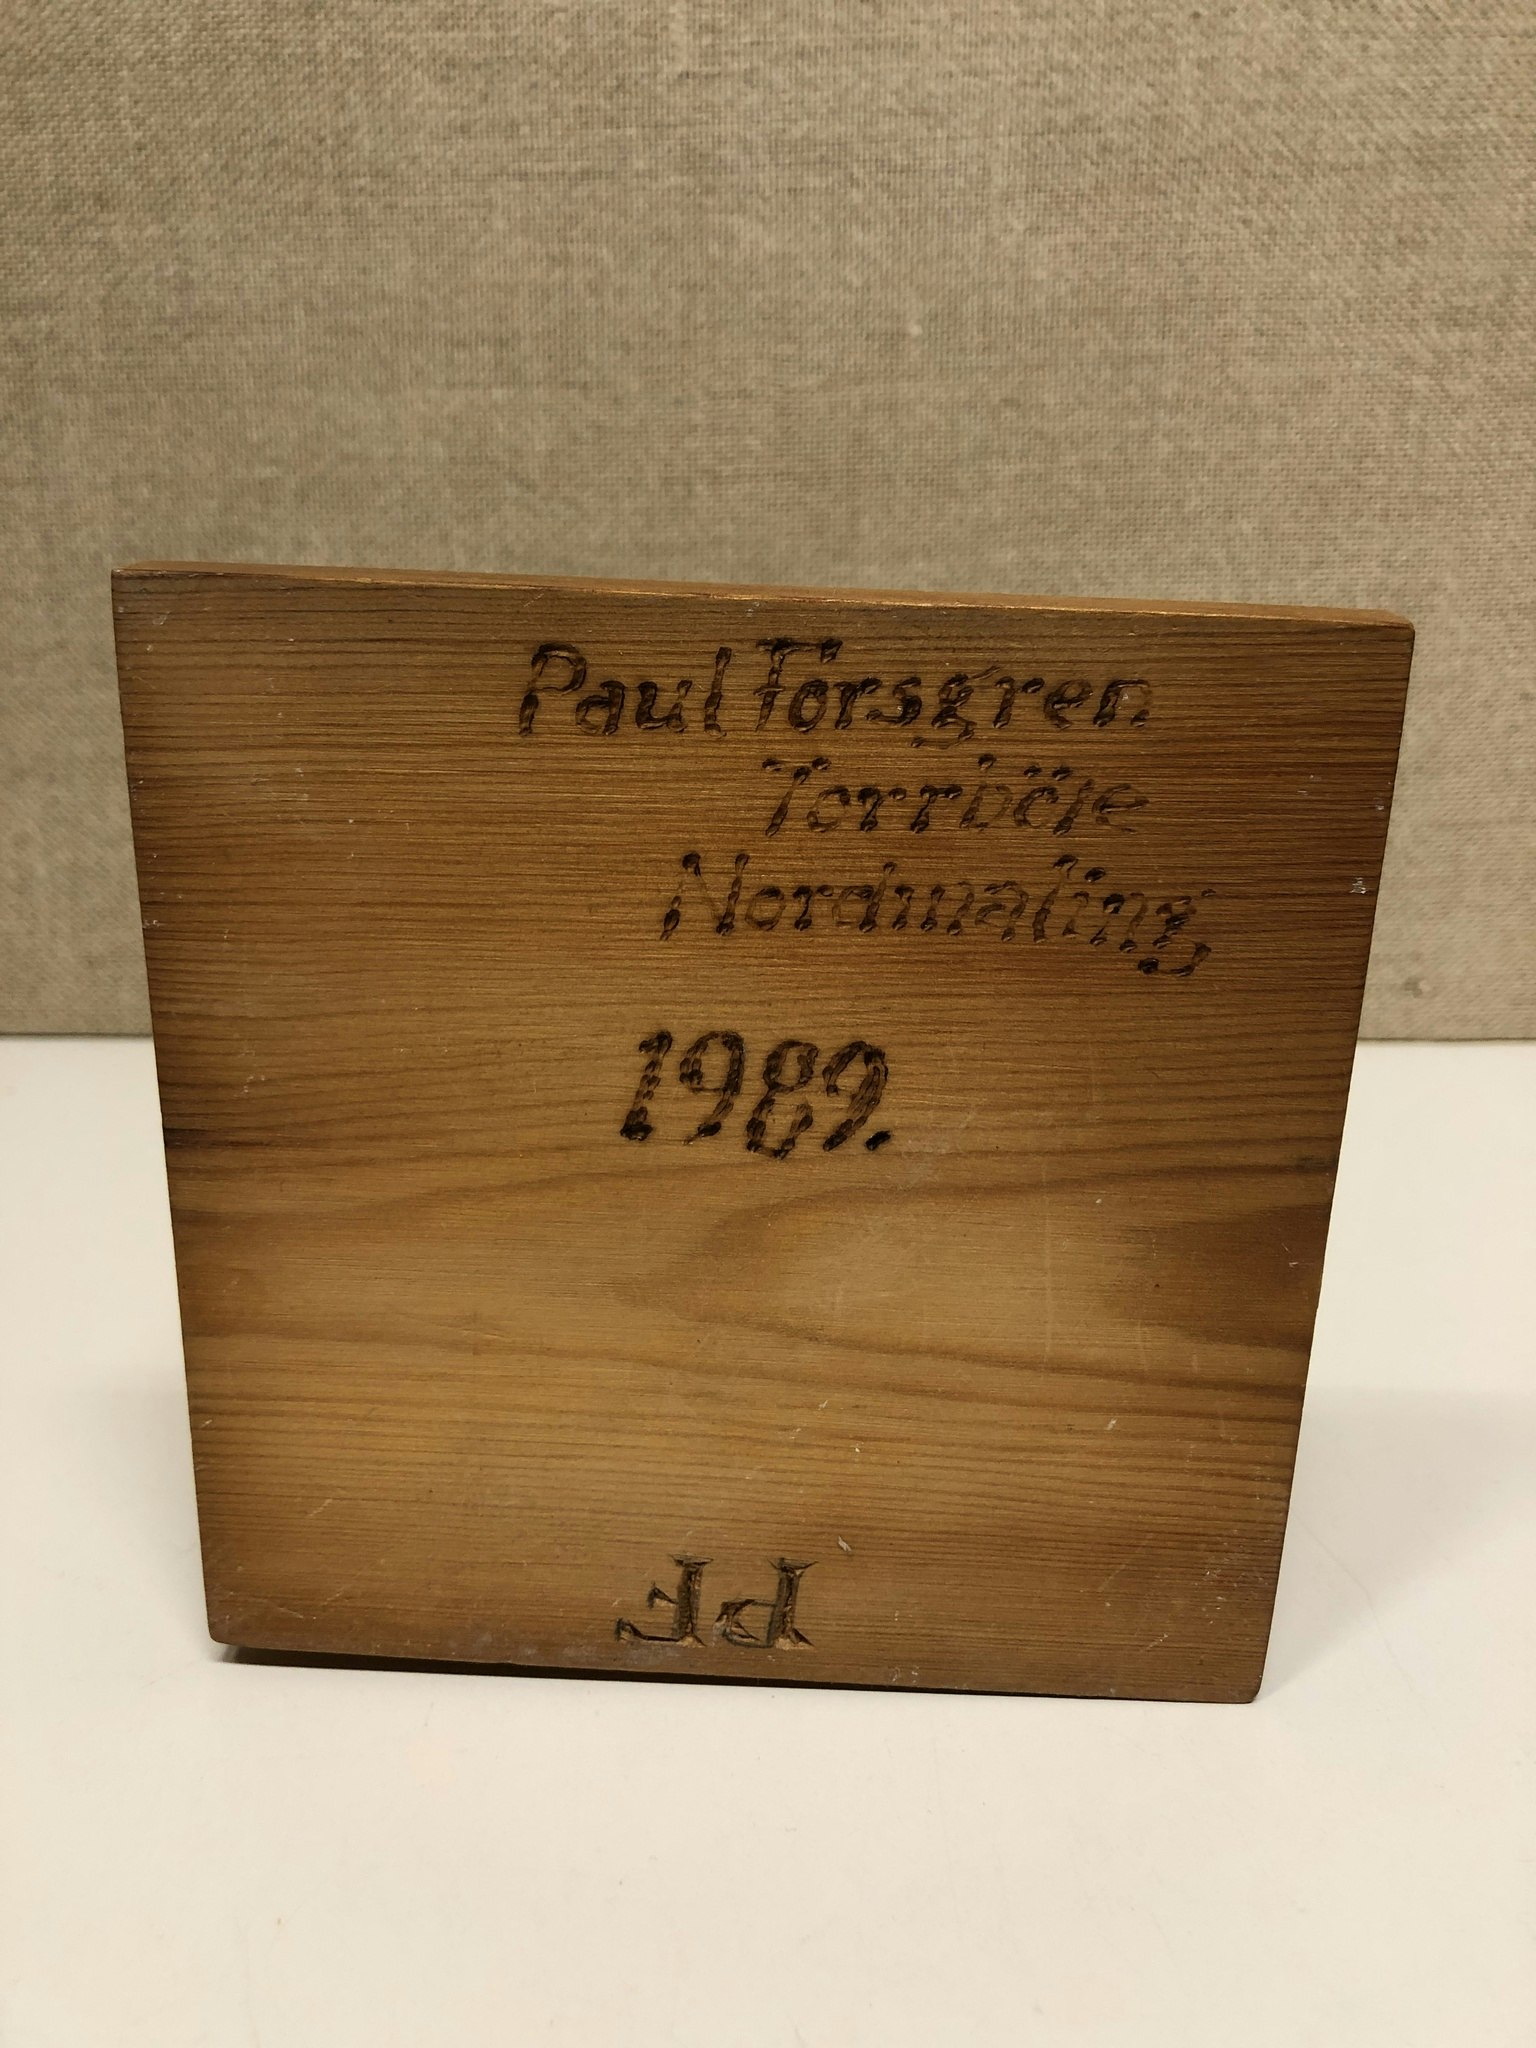 Paul Forsgren
Torrböle
Nordmaling
1989.
PF